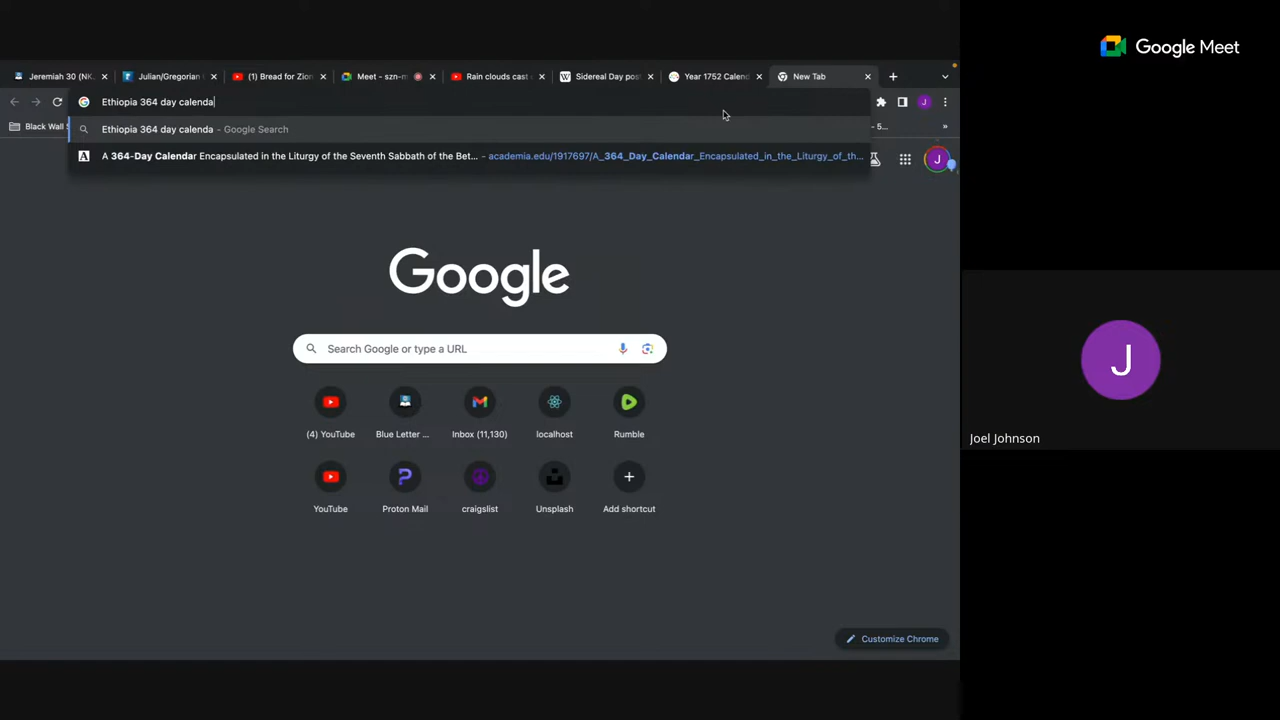 Google Meet
Jeremiah 30 (NK.
Julian/Gregorian
(1) Bread for Zion
Meet - szn-m
Rain clouds cast
Sidereal Day pos
Year 1752 Calen
New Tab
Ethiopia 364 day calenda
Black Wall
5...
Ethiopia 364 day calenda - Google Search
A 364-Day Calendar Encapsulated in the Liturgy of the Seventh Sabbath of the Bet... - academia.edu/1917697/A_364_Day_Calendar_Encapsulated_in_the_Liturgy_of_th...
J
Google
Search Google or type a URL
(4) YouTube
Blue Letter ...
Inbox (11,130)
localhost
Rumble
YouTube
Proton Mail
craigslist
Unsplash
Add shortcut
Customize Chrome
J
Joel Johnson